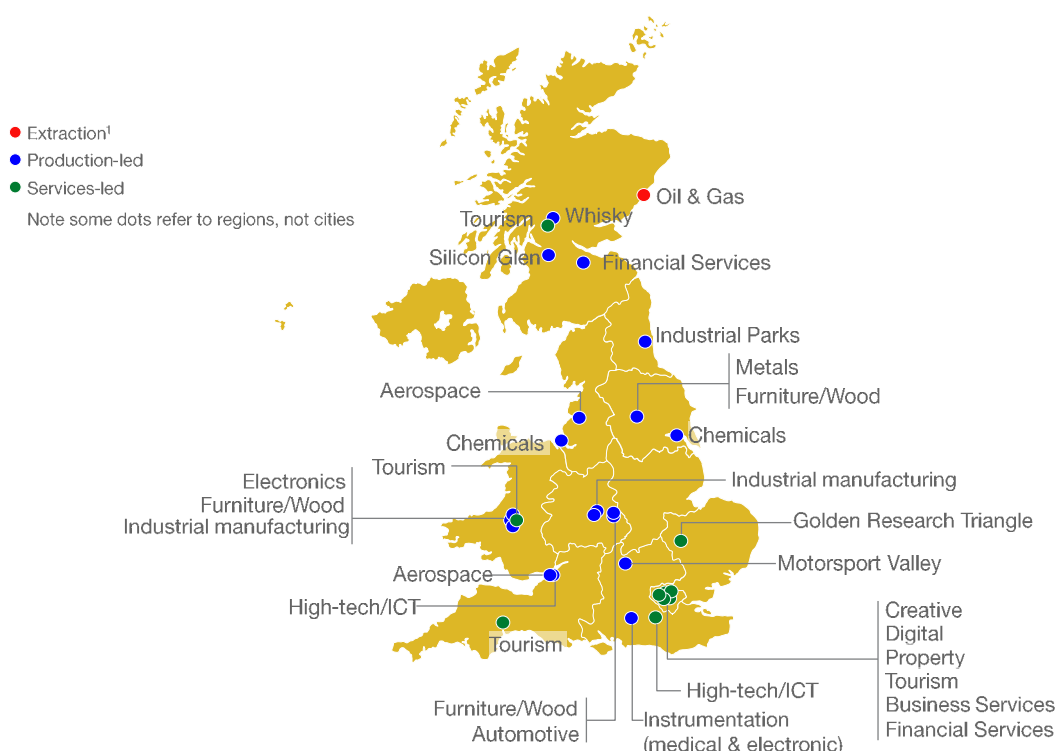 Extraction¹
Production-led
Services-led
Note some dots refer to regions, not cities
Oil & Gas
Tourism
Whisky
Silicon Glen
Financial Services
Industrial Parks
Metals
Furniture/Wood
Aerospace
Chemicals
Chemicals
Tourism
Electronics
Furniture/Wood
Industrial manufacturing
Industrial manufacturing
Golden Research Triangle
Motorsport Valley
Aerospace
High-tech/ICT
Tourism
Creative
Digital
Property
Tourism
Business Services
Financial Services
High-tech/ICT
Furniture/Wood
Automotive
Instrumentation
(medical & electronic)